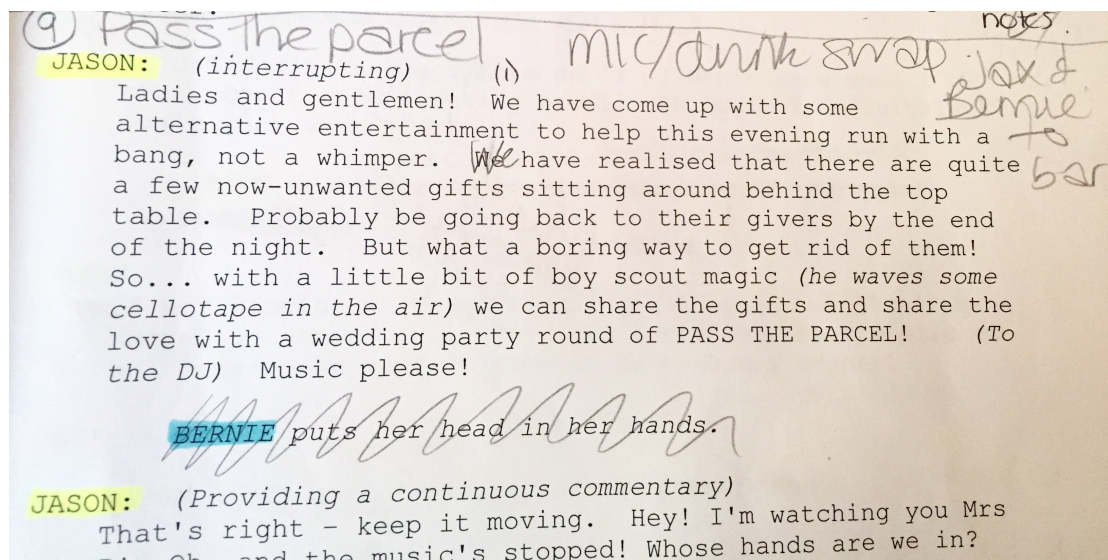 notes.
⑨ Pass the parcel
mic/drink swap
Jax &
Bernie
to
bar
JASON: (interrupting) (i)
Ladies and gentlemen! We have come up with some
alternative entertainment to help this evening run with a
bang, not a whimper. We have realised that there are quite
a few now-unwanted gifts sitting around behind the top
table. Probably be going back to their givers by the end
of the night. But what a boring way to get rid of them!
So... with a little bit of boy scout magic (he waves some
cellotape in the air) we can share the gifts and share the
love with a wedding party round of PASS THE PARCEL! (To
the DJ) Music please!
BERNIE puts her head in her hands.
JASON: (Providing a continuous commentary)
That's right – keep it moving. Hey! I'm watching you Mrs
Oh, and the music's stopped! Whose hands are we in?